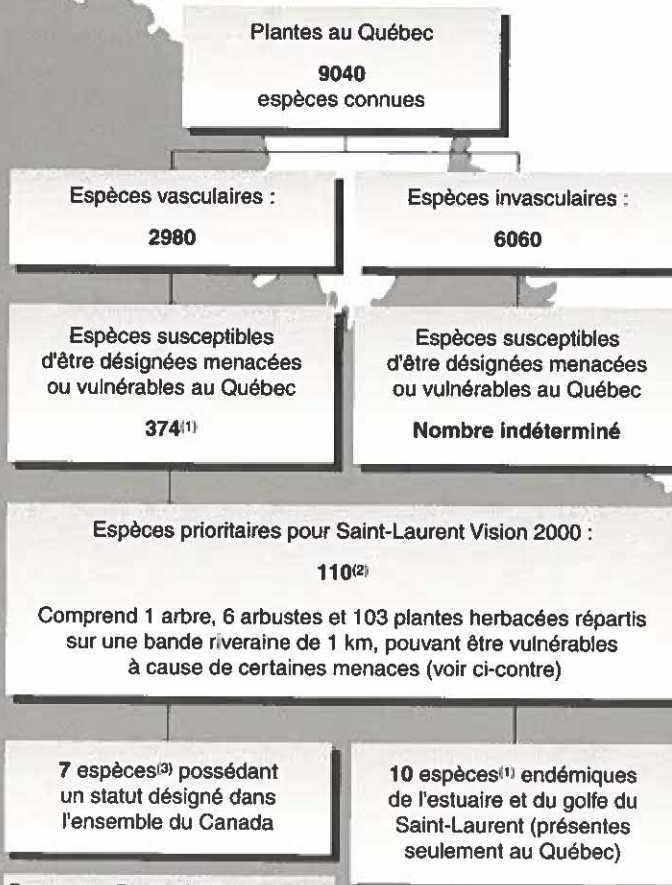 Plantes au Québec
9040
espèces connues
Espèces vasculaires :
2980
Espèces invasculaires :
6060
Espèces susceptibles
d'être désignées menacées
ou vulnérables au Québec
374(1)
Espèces susceptibles
d'être désignées menacées
ou vulnérables au Québec
Nombre indéterminé
Espèces prioritaires pour Saint-Laurent Vision 2000 :
110(2)
Comprend 1 arbre, 6 arbustes et 103 plantes herbacées répartis
sur une bande riveraine de 1 km, pouvant être vulnérables
à cause de certaines menaces (voir ci-contre)
7 espèces(3) possédant
un statut désigné dans
l'ensemble du Canada
10 espèces(1) endémiques
de l'estuaire et du golfe du
Saint-Laurent (présentes
seulement au Québec)